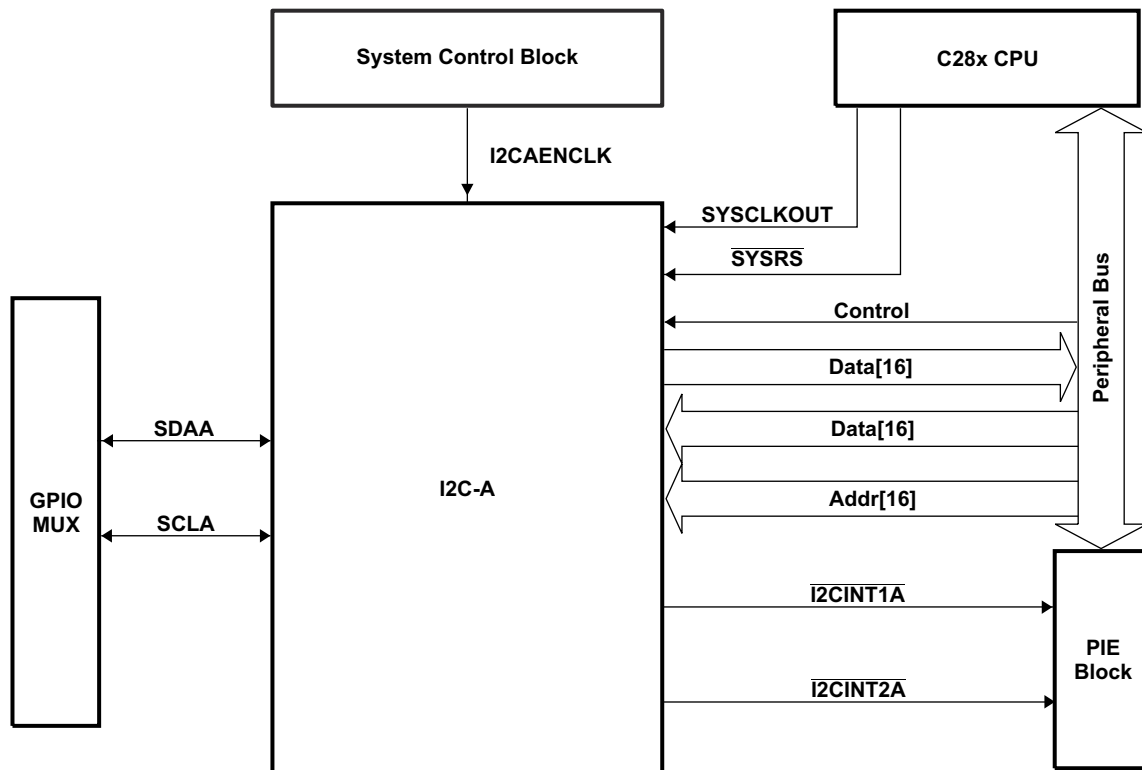 System Control Block
C28x CPU
I2CAENCLK
SYSCLKOUT
SYSRS
Control
Data[16]
Data[16]
Addr[16]
Peripheral Bus
SDAA
SCLA
GPIO
MUX
I2C-A
I2CINT1A
I2CINT2A
PIE
Block